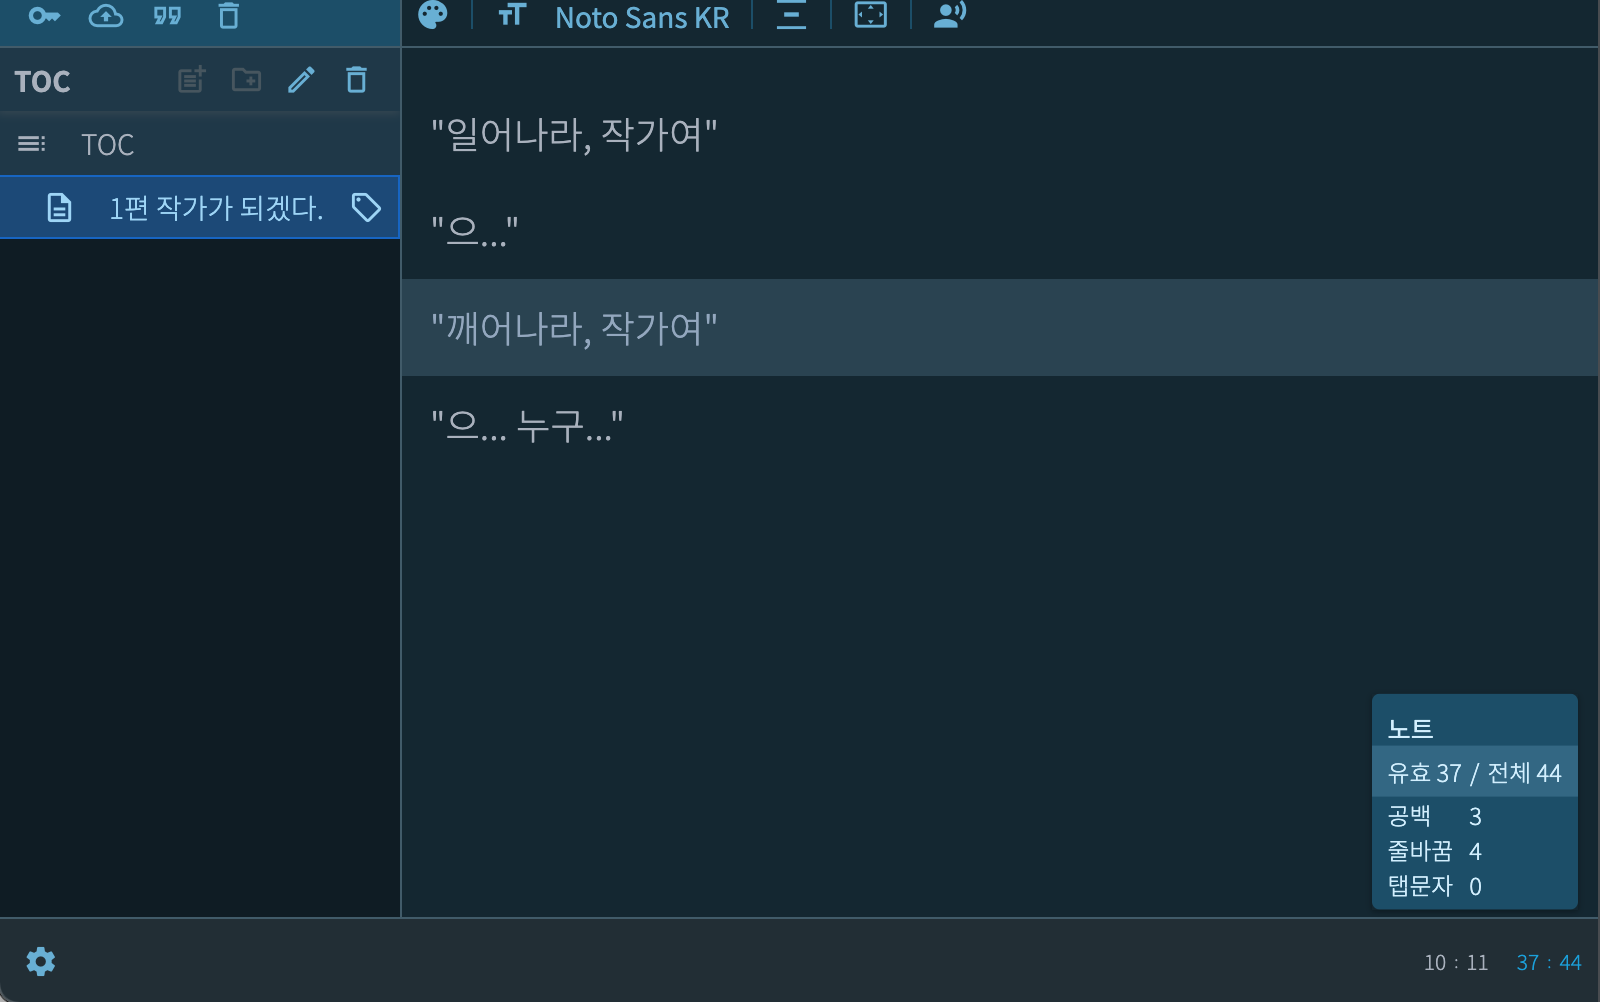 Noto Sans KR
TOC
TOC
1편 작가가 되겠다.
"일어나라, 작가여"
"으..."
"깨어나라, 작가여"
"으... 누구..."
노트
유효 37 / 전체 44
공백 3
줄바꿈 4
탭문자 0
10 : 11 37 : 44